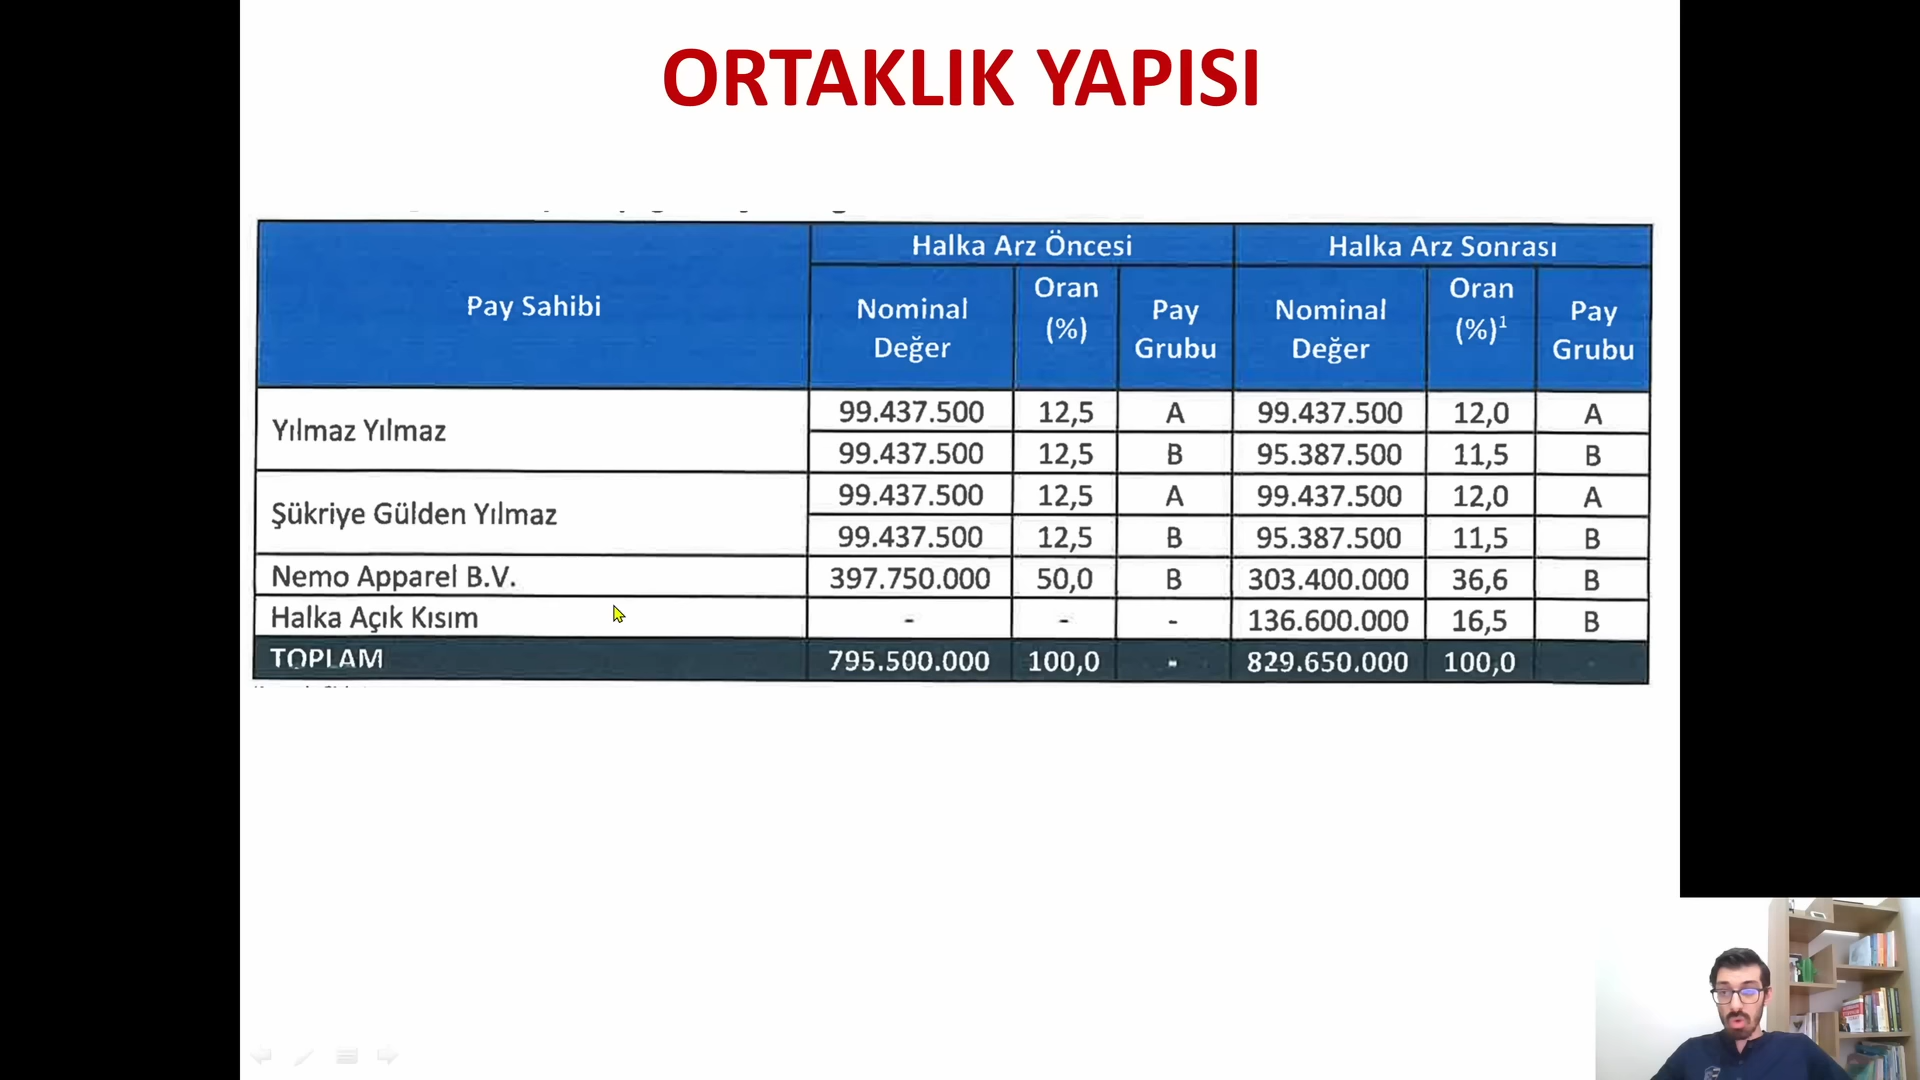 ORTAKLIK YAPISI
Pay Sahibi
Halka Arz Öncesi
Halka Arz Sonrası
Nominal Değer
Oran (%)
Pay Grubu
Nominal Değer
Oran (%)¹
Pay Grubu
Yılmaz Yılmaz
99.437.500 12,5 A 99.437.500 12,0 A
99.437.500 12,5 B 95.387.500 11,5 B
Şükriye Gülden Yılmaz
99.437.500 12,5 A 99.437.500 12,0 A
99.437.500 12,5 B 95.387.500 11,5 B
Nemo Apparel B.V. 397.750.000 50,0 B 303.400.000 36,6 B
Halka Açık Kısım - - - 136.600.000 16,5 B
TOPLAM 795.500.000 100,0 - 829.650.000 100,0 -